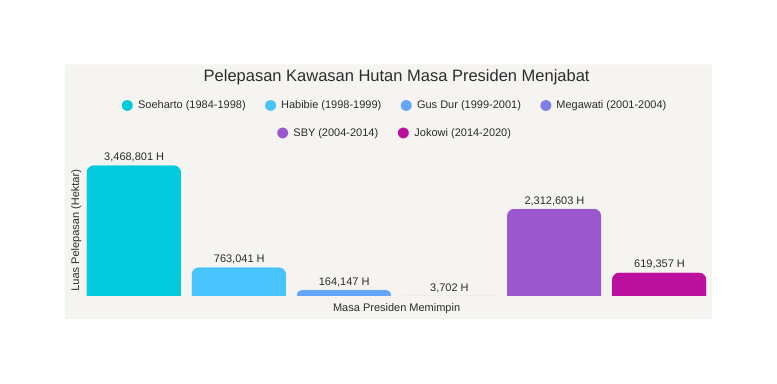 Pelepasan Kawasan Hutan Masa Presiden Menjabat
Soeharto (1984-1998) Habibie (1998-1999) Gus Dur (1999-2001) Megawati (2001-2004)
SBY (2004-2014) Jokowi (2014-2020)
Luas Pelepasan (Hektar)
3,468,801 H
763,041 H
164,147 H
3,702 H
2,312,603 H
619,357 H
Masa Presiden Memimpin